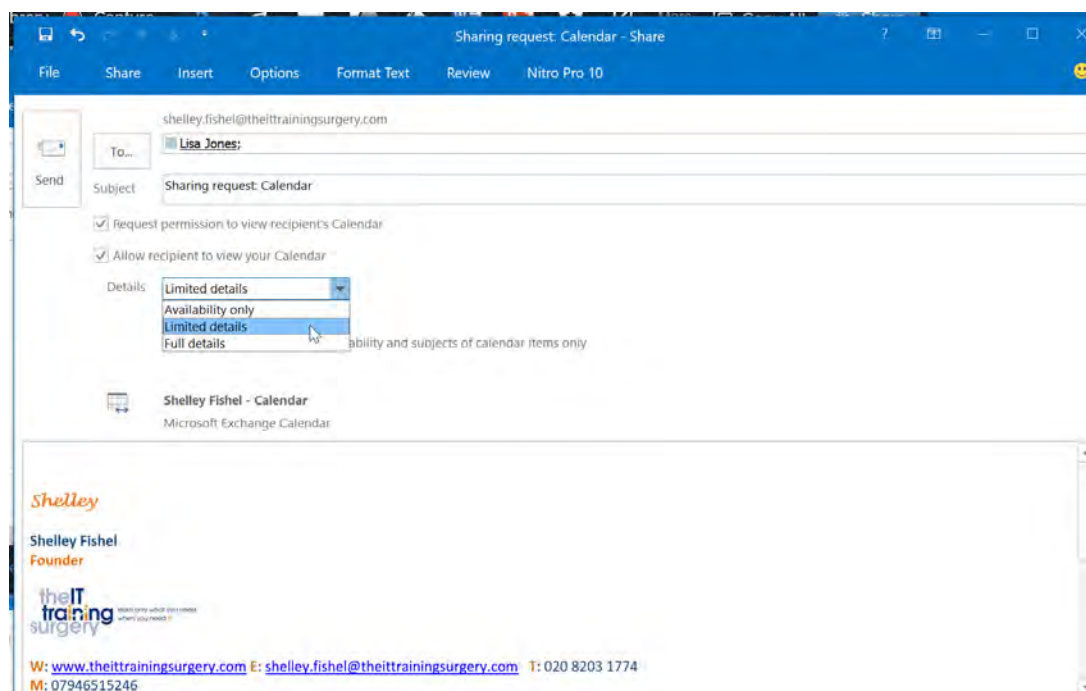 Capture
Sharing request: Calendar - Share
?
File Share Insert Options Format Text Review Nitro Pro 10
shelley.fishel@theittrainingsurgery.com
To... Lisa Jones;
Send
Subject Sharing request: Calendar
Request permission to view recipient's Calendar
Allow recipient to view your Calendar
Details Limited details
Availability only
Limited details
Full details
ability and subjects of calendar items only
Shelley Fishel - Calendar
Microsoft Exchange Calendar
Shelley
Shelley Fishel
Founder
theIT
training
surgery
W: www.theittrainingsurgery.com E: shelley.fishel@theittrainingsurgery.com T: 020 8203 1774
M: 07946515246